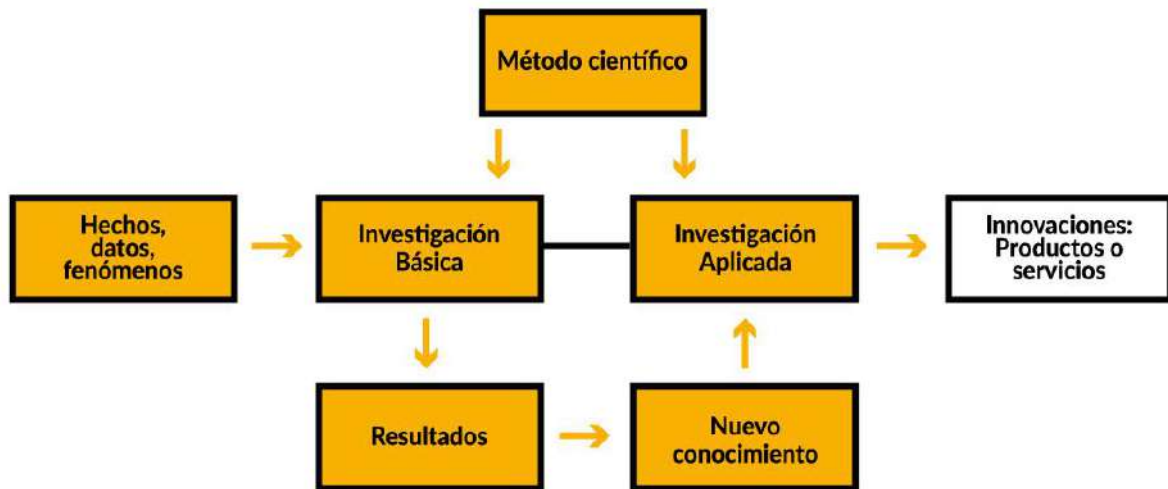 Método científico
Hechos,
datos,
fenómenos
Investigación
Básica
Investigación
Aplicada
Innovaciones:
Productos o
servicios
Resultados
Nuevo
conocimiento